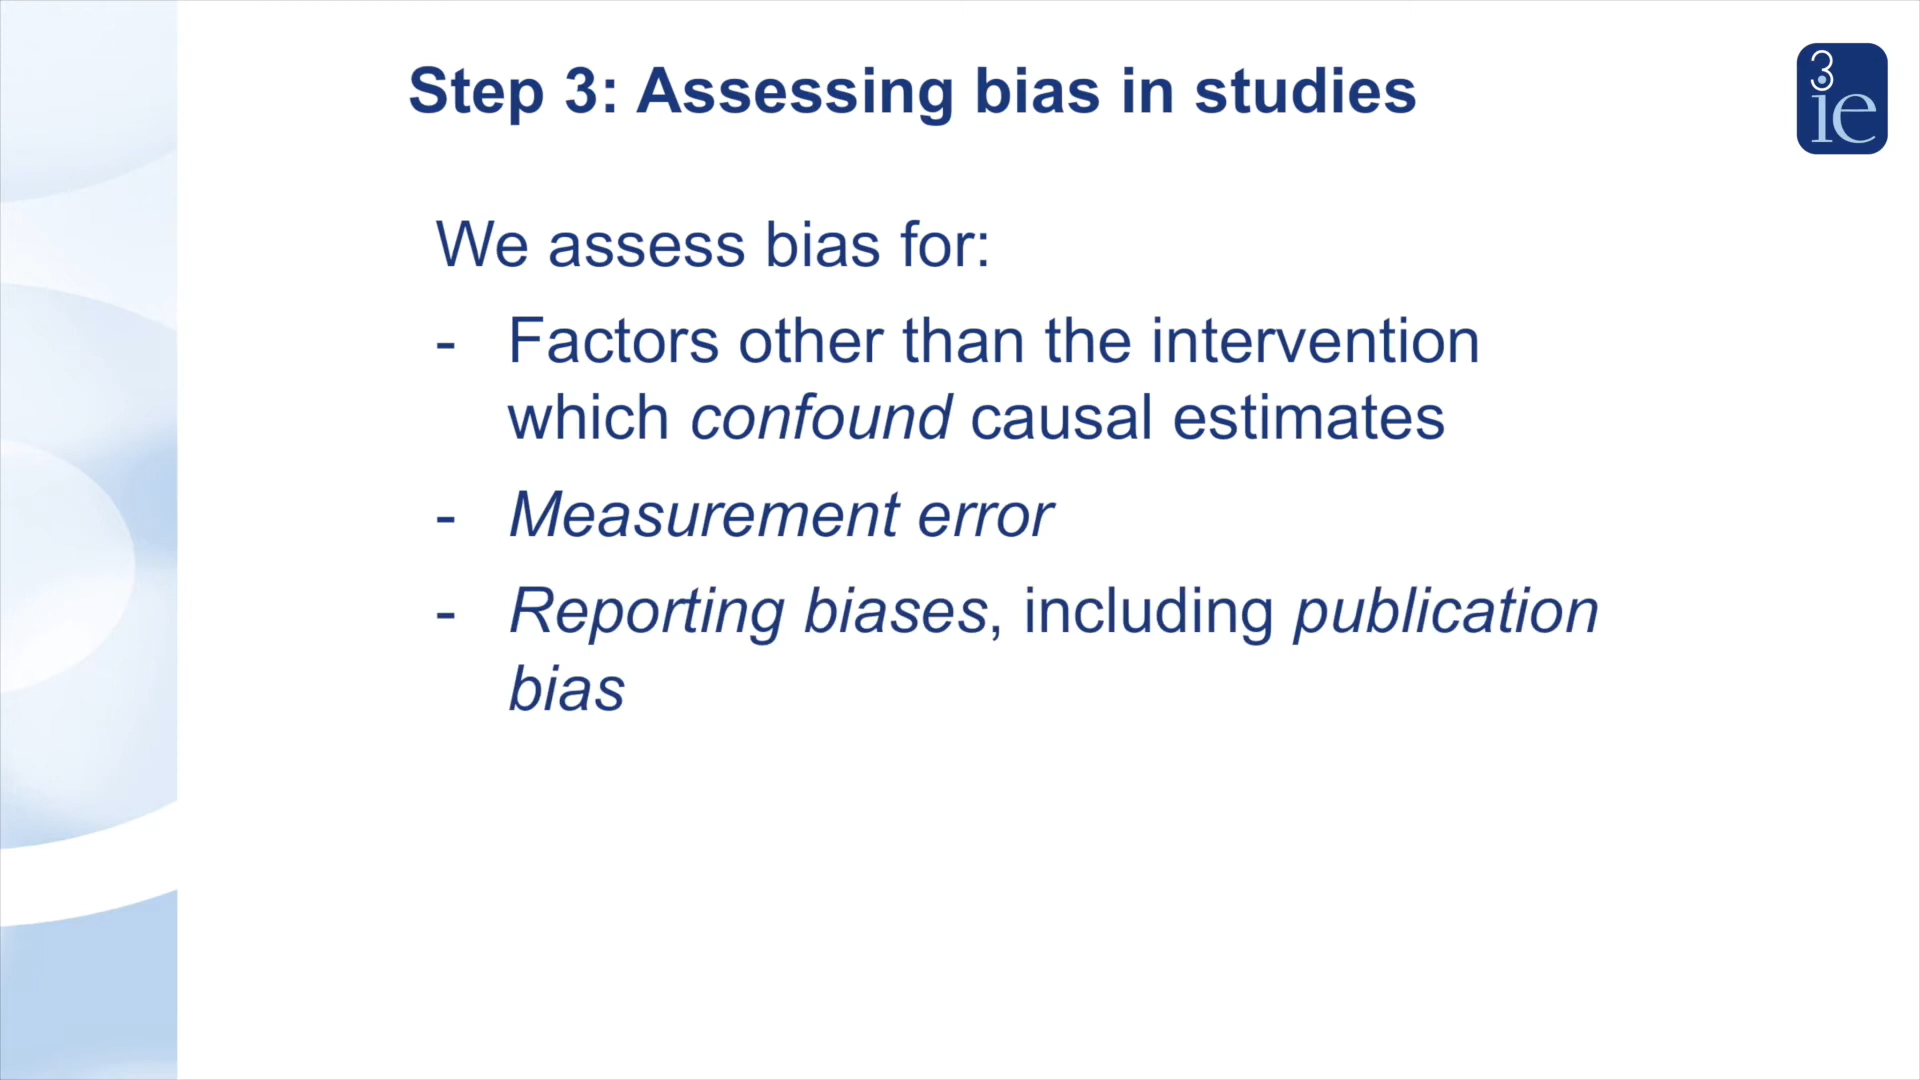 Step 3: Assessing bias in studies
3
ie
We assess bias for:
- Factors other than the intervention
which confound causal estimates
- Measurement error
- Reporting biases, including publication
bias